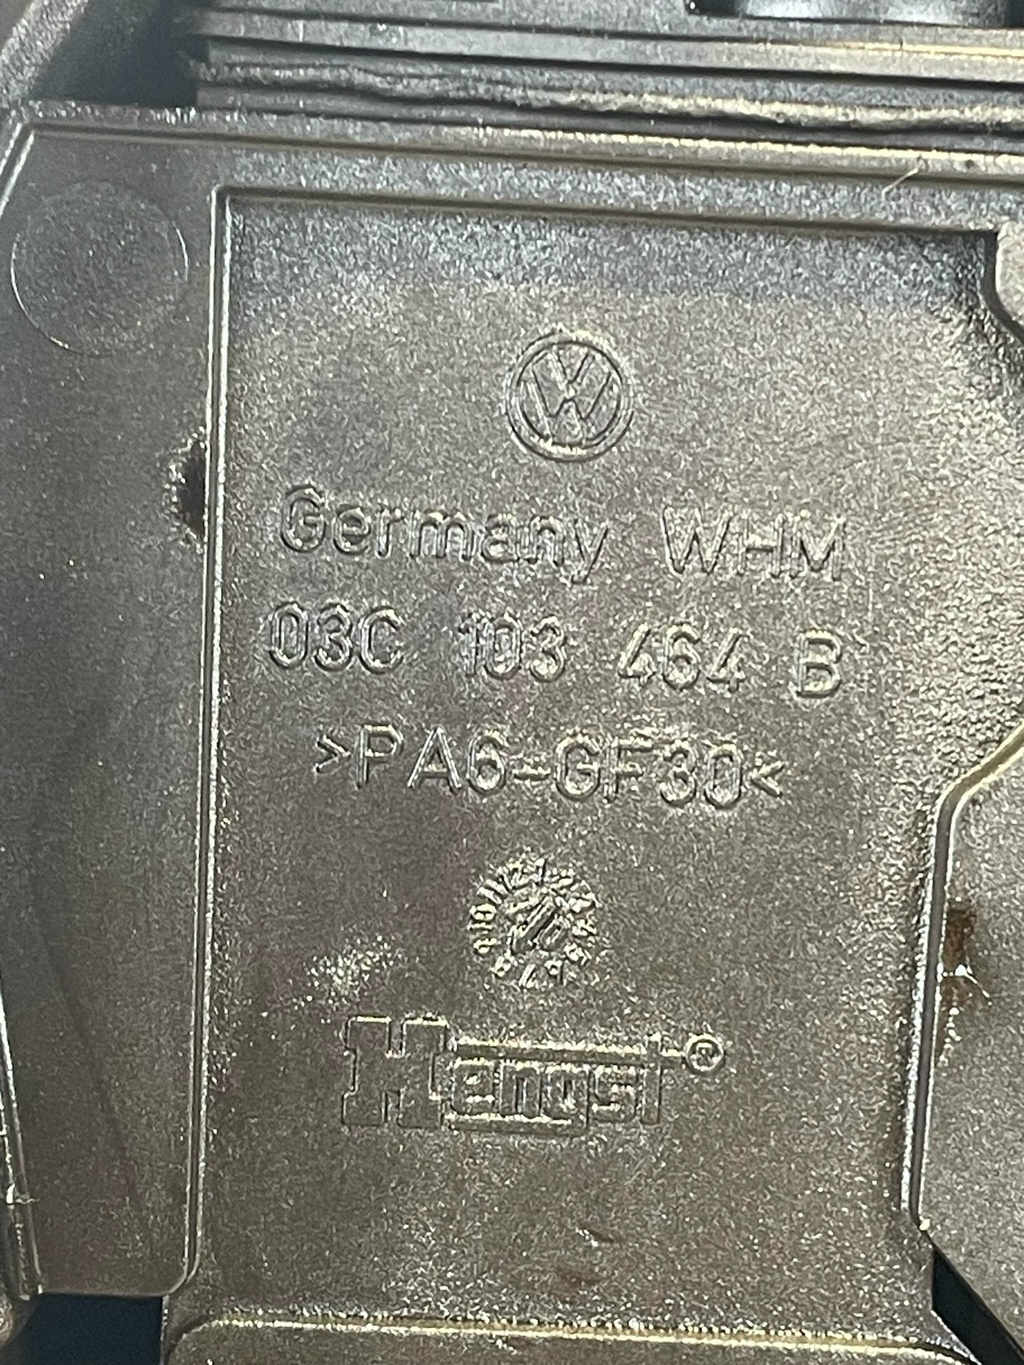 Germany WHM
03C 103 464 B
>PA6-GF30<
Hengst®